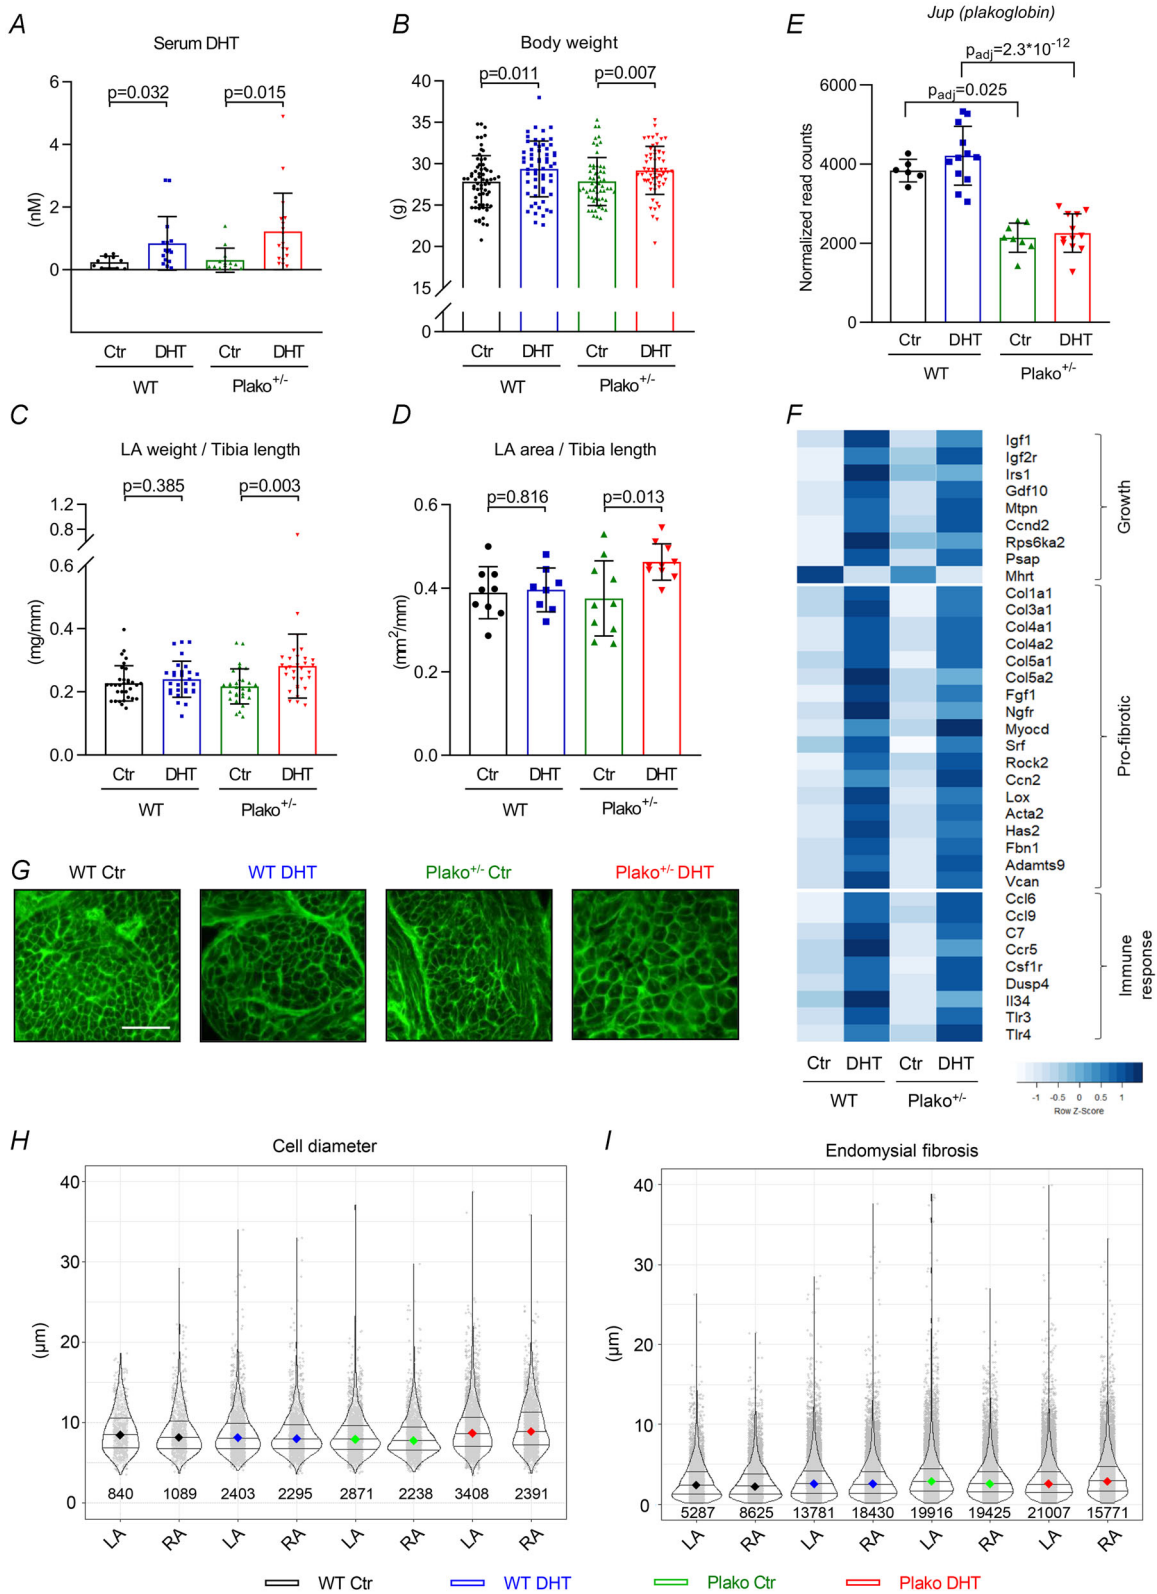 A
Serum DHT
p=0.032
p=0.015
6
4
2
0
(nM)
Ctr DHT Ctr DHT
WT Plako+/-
B
Body weight
p=0.011
p=0.007
40
35
30
25
20
15
0
(g)
Ctr DHT Ctr DHT
WT Plako+/-
E
Jup (plakoglobin)
padj=2.3*10-12
padj=0.025
6000
4000
2000
0
Normalized read counts
Ctr DHT Ctr DHT
WT Plako+/-
C
LA weight / Tibia length
p=0.385
p=0.003
1.2
0.8
0.6
0.4
0.2
0.0
(mg/mm)
Ctr DHT Ctr DHT
WT Plako+/-
D
LA area / Tibia length
p=0.816
p=0.013
0.6
0.4
0.2
0.0
(mm2/mm)
Ctr DHT Ctr DHT
WT Plako+/-
F
Igf1
Igf2r
Irs1
Gdf10
Mtpn
Ccnd2
Rps6ka2
Psap
Mhrt
Growth
Col1a1
Col3a1
Col4a1
Col4a2
Col5a1
Col5a2
Fgf1
Ngfr
Myocd
Srf
Rock2
Ccn2
Lox
Acta2
Has2
Fbn1
Adamts9
Vcan
Pro-fibrotic
Ccl6
Ccl9
C7
Ccr5
Csf1r
Dusp4
Il34
Tlr3
Tlr4
Immune
response
Ctr DHT Ctr DHT
WT Plako+/-
-1 -0.5 0 0.5 1
Row Z-Score
G
WT Ctr WT DHT Plako+/- Ctr Plako+/- DHT
H
Cell diameter
40
30
20
10
0
(µm)
840 1089 2403 2295 2871 2238 3408 2391
LA RA LA RA LA RA LA RA
I
Endomysial fibrosis
40
30
20
10
0
(µm)
5287 8625 13781 18430 19916 19425 21007 15771
LA RA LA RA LA RA LA RA
WT Ctr WT DHT Plako Ctr Plako DHT